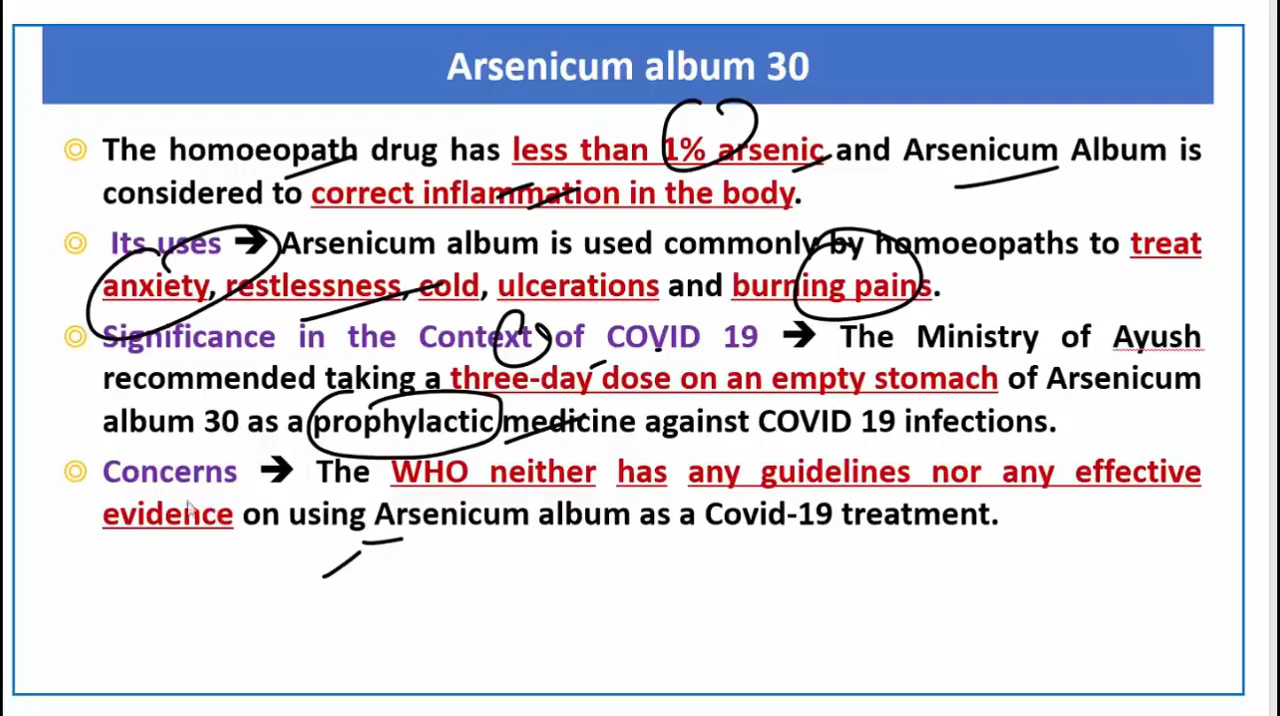 Arsenicum album 30
The homoeopath drug has less than 1% arsenic and Arsenicum Album is
considered to correct inflammation in the body.
Its uses ➔ Arsenicum album is used commonly by homoeopaths to treat
anxiety, restlessness, cold, ulcerations and burning pains.
Significance in the Context of COVID 19 ➔ The Ministry of Ayush
recommended taking a three-day dose on an empty stomach of Arsenicum
album 30 as a prophylactic medicine against COVID 19 infections.
Concerns ➔ The WHO neither has any guidelines nor any effective
evidence on using Arsenicum album as a Covid-19 treatment.